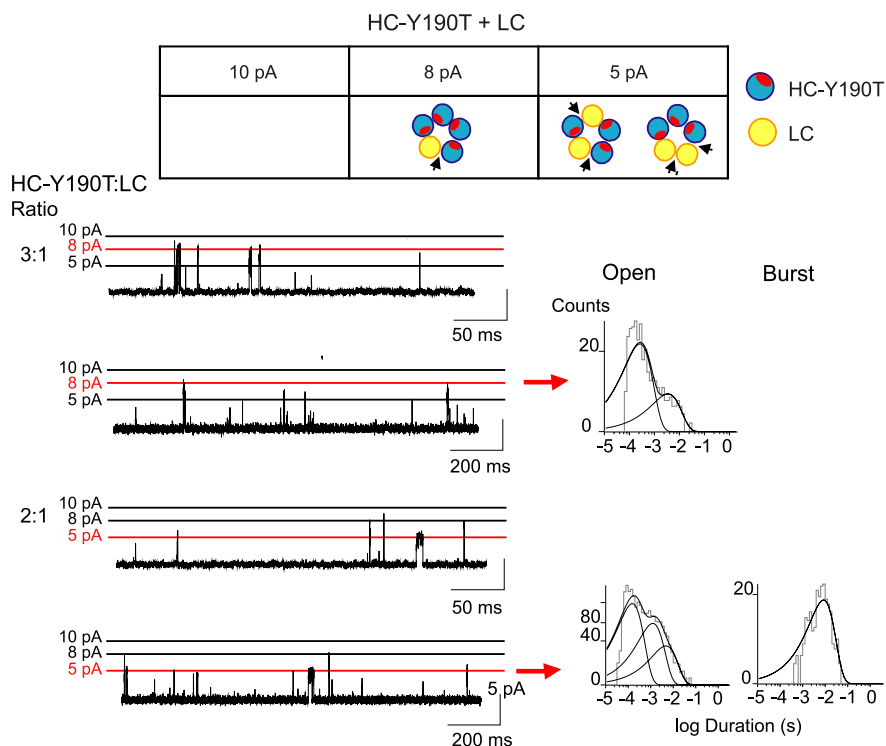 HC-Y190T + LC
10 pA 8 pA 5 pA
HC-Y190T
LC
HC-Y190T:LC
Ratio
3:1
10 pA
8 pA
5 pA
50 ms
10 pA
8 pA
5 pA
200 ms
Open Burst
Counts
20
0
-5 -4 -3 -2 -1 0
2:1
10 pA
8 pA
5 pA
50 ms
10 pA
8 pA
5 pA
5 pA
200 ms
80
40
0
-5 -4 -3 -2 -1 0
20
0
-5 -4 -3 -2 -1 0
log Duration (s)